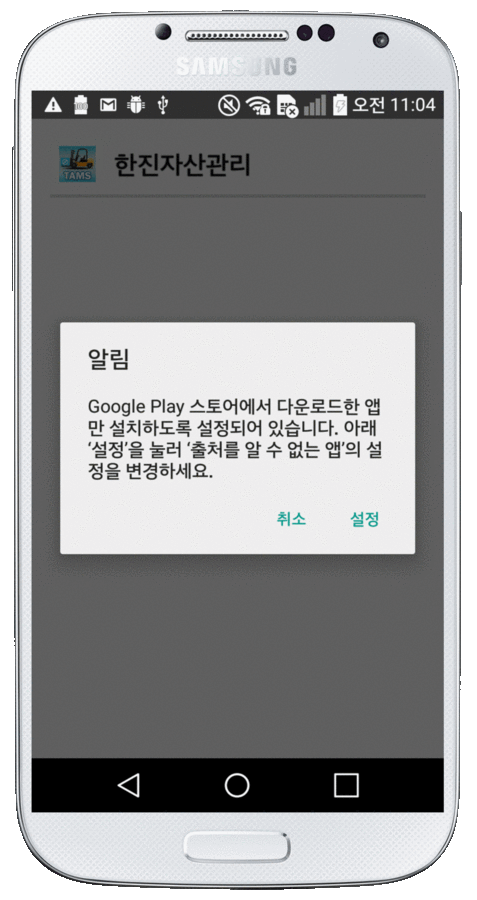 SAMSUNG
오전 11:04
TAMS
한진자산관리
알림
Google Play 스토어에서 다운로드한 앱
만 설치하도록 설정되어 있습니다. 아래
‘설정’을 눌러 ‘출처를 알 수 없는 앱’의 설
정을 변경하세요.
취소
설정